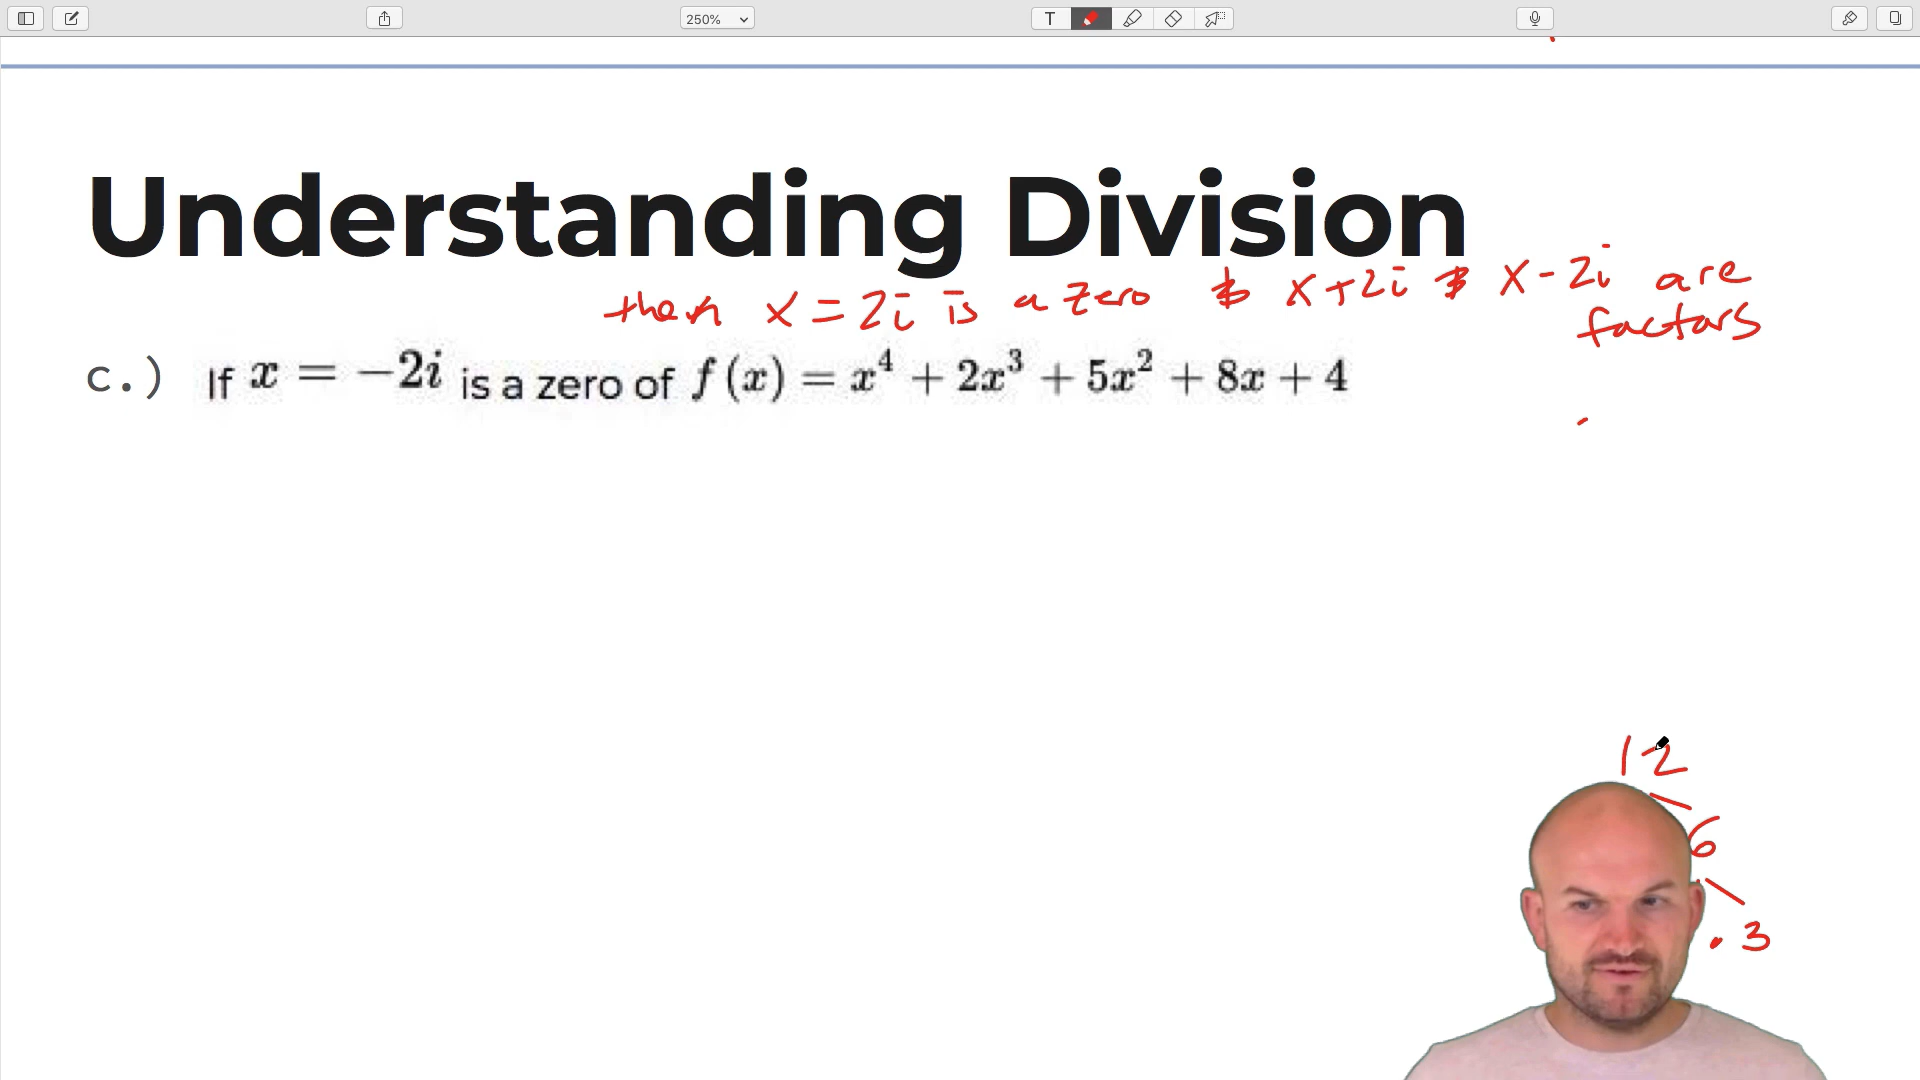 250%
T
Understanding Division
then x = 2i is a zero & x+2i & x-2i are
factors
c.) If x = −2i is a zero of f(x) = x⁴ + 2x³ + 5x² + 8x + 4
12
6
. 3